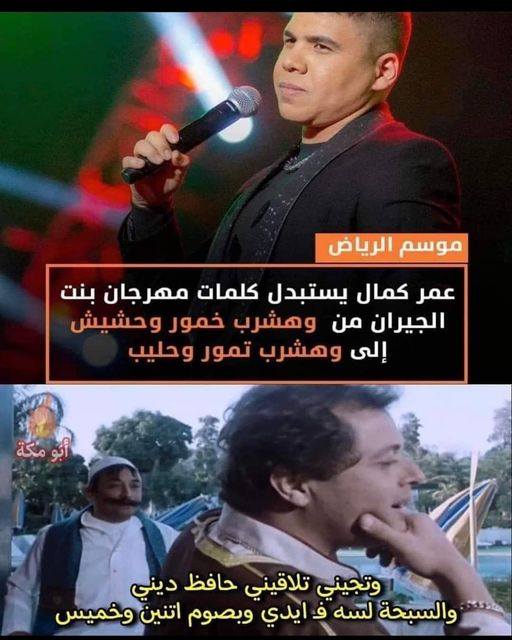 موسم الرياض
عمر كمال يستبدل كلمات مهرجان بنت
الجيران من وهشرب خمور وحشيش
إلى وهشرب تمور وحليب
أبو مكة
وتجيني تلاقيني حافظ ديني
والسبحة لسه ف ايدي وبصوم اتنين وخميس